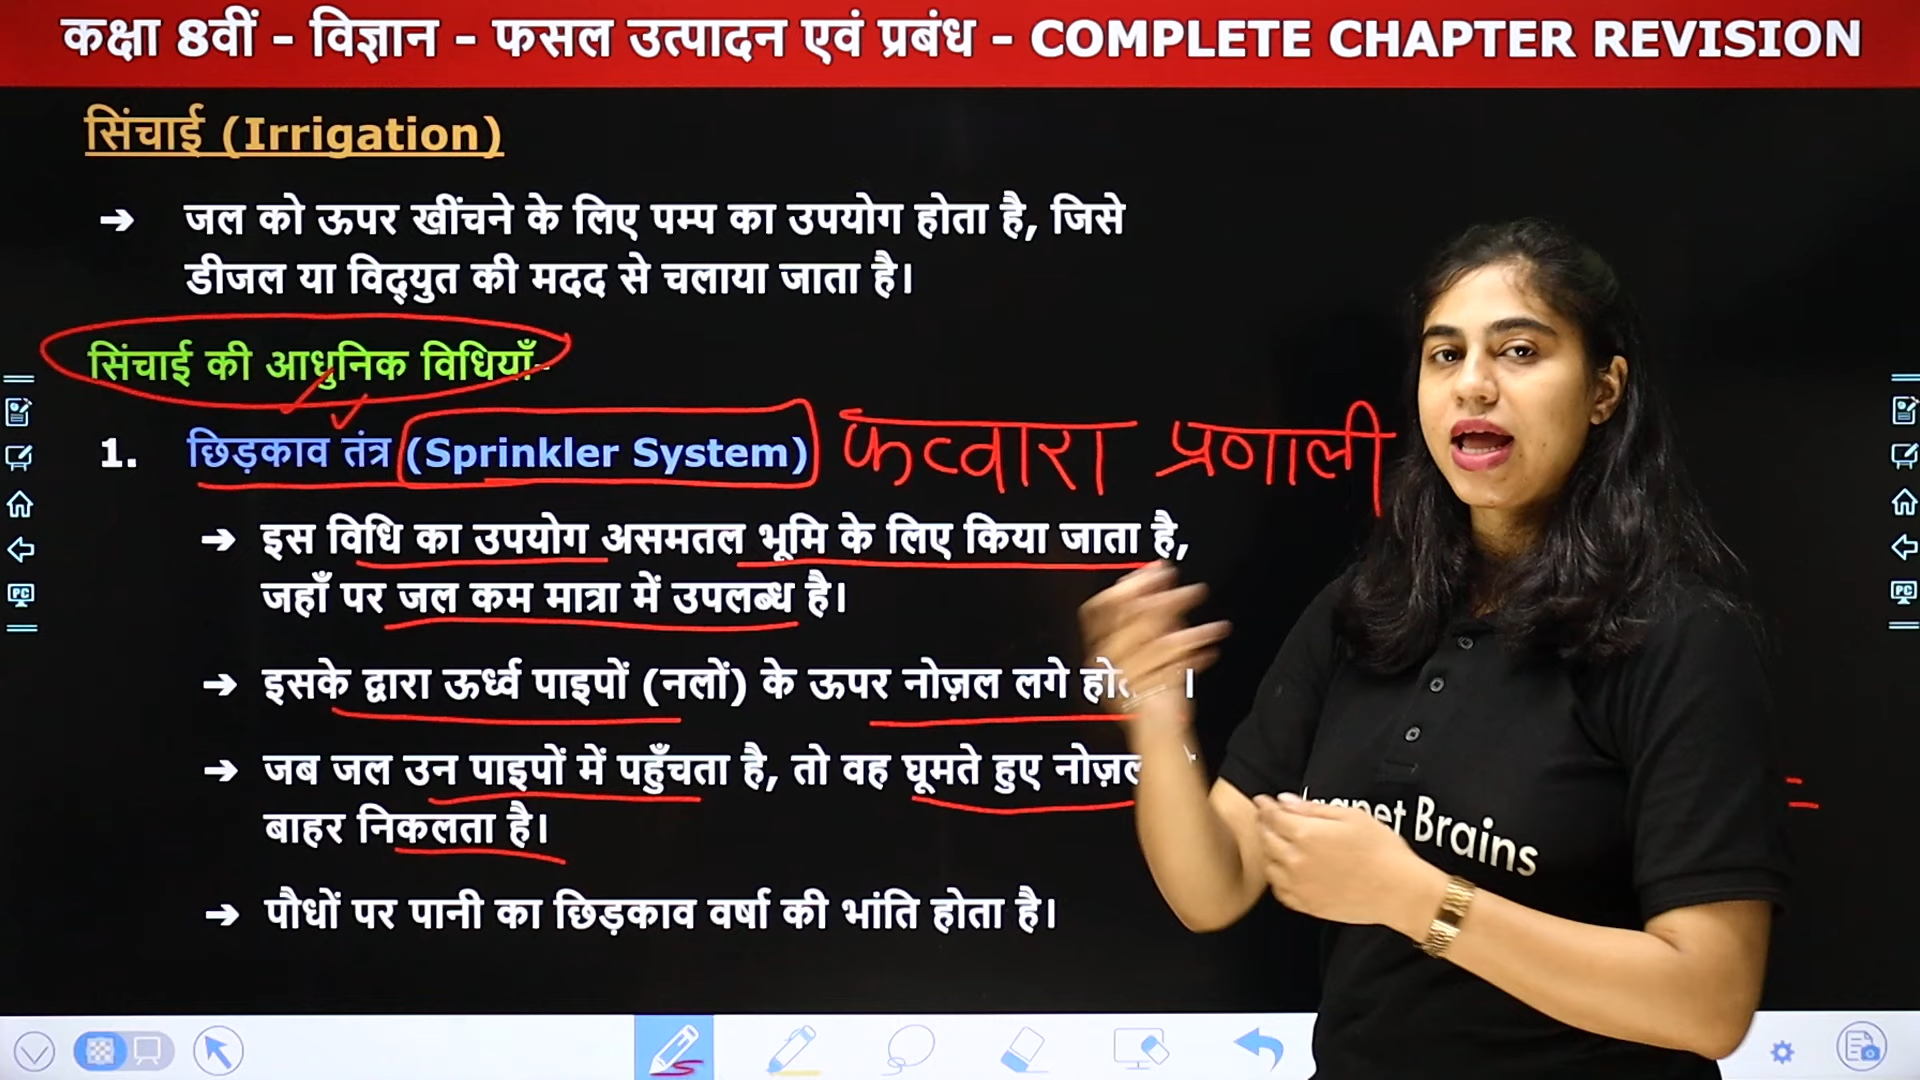 कक्षा 8वीं - विज्ञान - फसल उत्पादन एवं प्रबंध - COMPLETE CHAPTER REVISION
सिंचाई (Irrigation)
➔ जल को ऊपर खींचने के लिए पम्प का उपयोग होता है, जिसे
डीजल या विद्युत की मदद से चलाया जाता है।
सिंचाई की आधुनिक विधियाँ-
1. छिड़काव तंत्र (Sprinkler System) फव्वारा प्रणाली
➔ इस विधि का उपयोग असमतल भूमि के लिए किया जाता है,
जहाँ पर जल कम मात्रा में उपलब्ध है।
➔ इसके द्वारा ऊर्ध्व पाइपों (नलों) के ऊपर नोज़ल लगे
➔ जब जल उन पाइपों में पहुँचता है, तो वह घूमते हुए नोज़ल
बाहर निकलता है।
➔ पौधों पर पानी का छिड़काव वर्षा की भांति होता है।
Brains
PC
PC